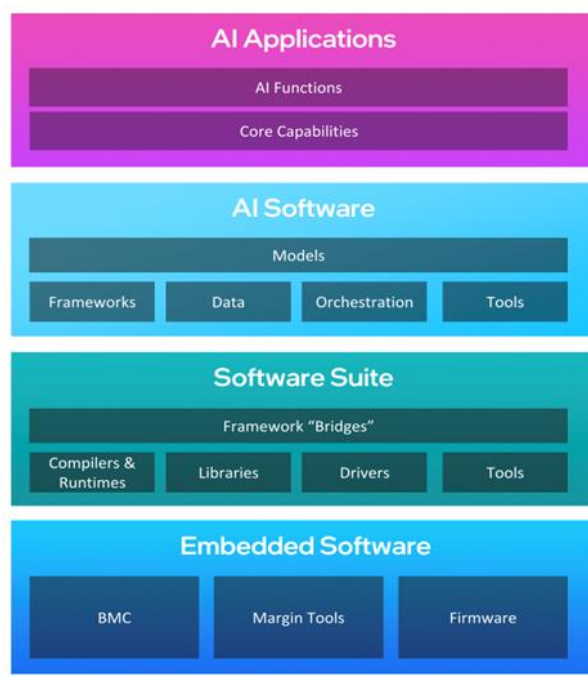 AI Applications
AI Functions
Core Capabilities
AI Software
Models
Frameworks
Data
Orchestration
Tools
Software Suite
Framework “Bridges”
Compilers &
Runtimes
Libraries
Drivers
Tools
Embedded Software
BMC
Margin Tools
Firmware